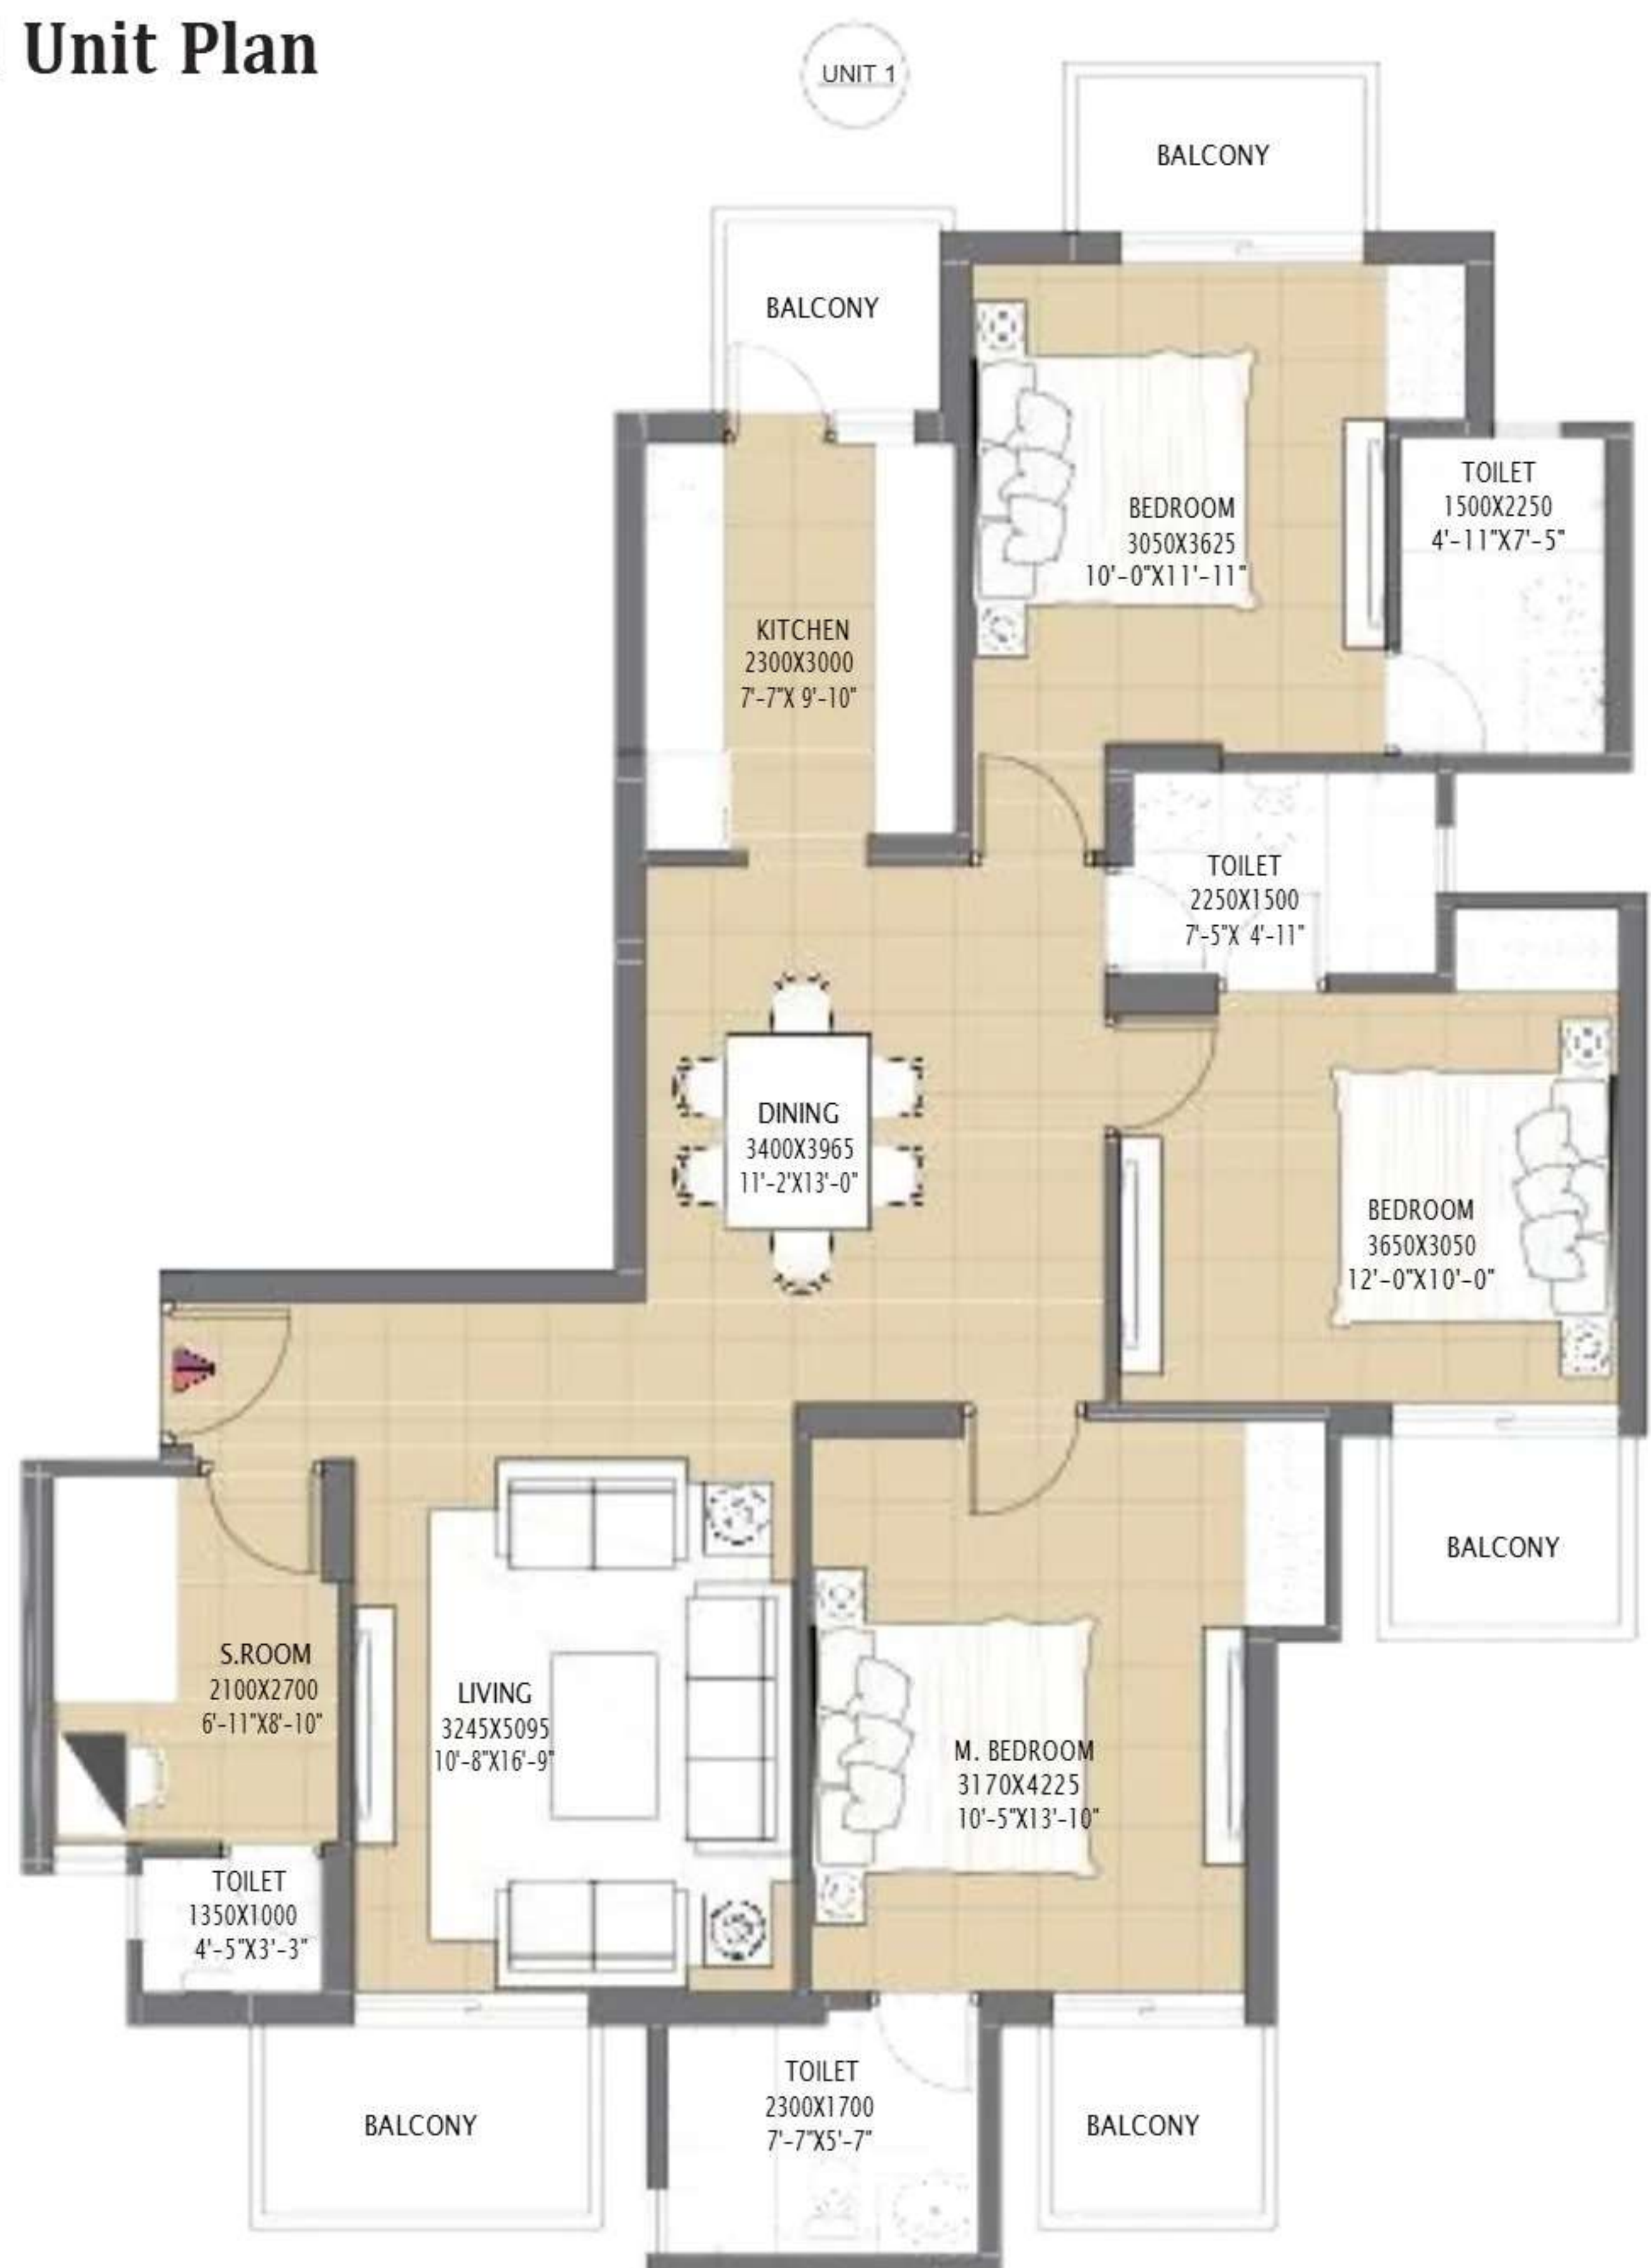 Unit Plan
UNIT 1
BALCONY
BALCONY
BEDROOM
3050X3625
10'-0"X11'-11"
TOILET
1500X2250
4'-11"X7'-5"
KITCHEN
2300X3000
7'-7"X 9'-10"
TOILET
2250X1500
7'-5"X 4'-11"
DINING
3400X3965
11'-2'X13'-0"
BEDROOM
3650X3050
12'-0"X10'-0"
BALCONY
S.ROOM
2100X2700
6'-11"X8'-10"
LIVING
3245X5095
10'-8"X16'-9"
M. BEDROOM
3170X4225
10'-5"X13'-10"
TOILET
1350X1000
4'-5"X3'-3"
BALCONY
TOILET
2300X1700
7'-7"X5'-7"
BALCONY